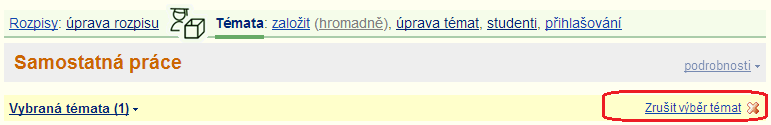 Rozpisy: úprava rozpisu Témata: založit (hromadně), úprava témat, studenti, přihlašování
Samostatná práce podrobnosti
Vybraná témata (1) Zrušit výběr témat